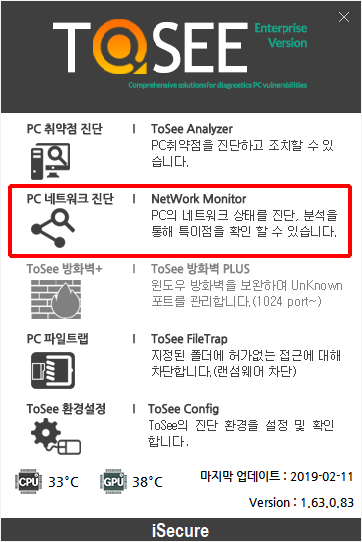 TOSEE Enterprise
Version
Comprehensive solutions for diagnostics PC vulnerabilities
PC 취약점 진단 | ToSee Analyzer
PC취약점을 진단하고 조치할 수 있
습니다.
PC 네트워크 진단 | NetWork Monitor
PC의 네트워크 상태를 진단, 분석을
통해 특이점을 확인 할 수 있습니다.
ToSee 방화벽+ | ToSee 방화벽 PLUS
윈도우 방화벽을 보완하며 UnKnown
포트를 관리합니다.(1024 port~)
PC 파일트랩 | ToSee FileTrap
지정된 폴더에 허가없는 접근에 대해
차단합니다.(랜섬웨어 차단)
ToSee 환경설정 | ToSee Config
ToSee의 진단 환경을 설정 및 확인
합니다.
CPU 33°C GPU 38°C 마지막 업데이트 : 2019-02-11
Version : 1.63.0.83
iSecure